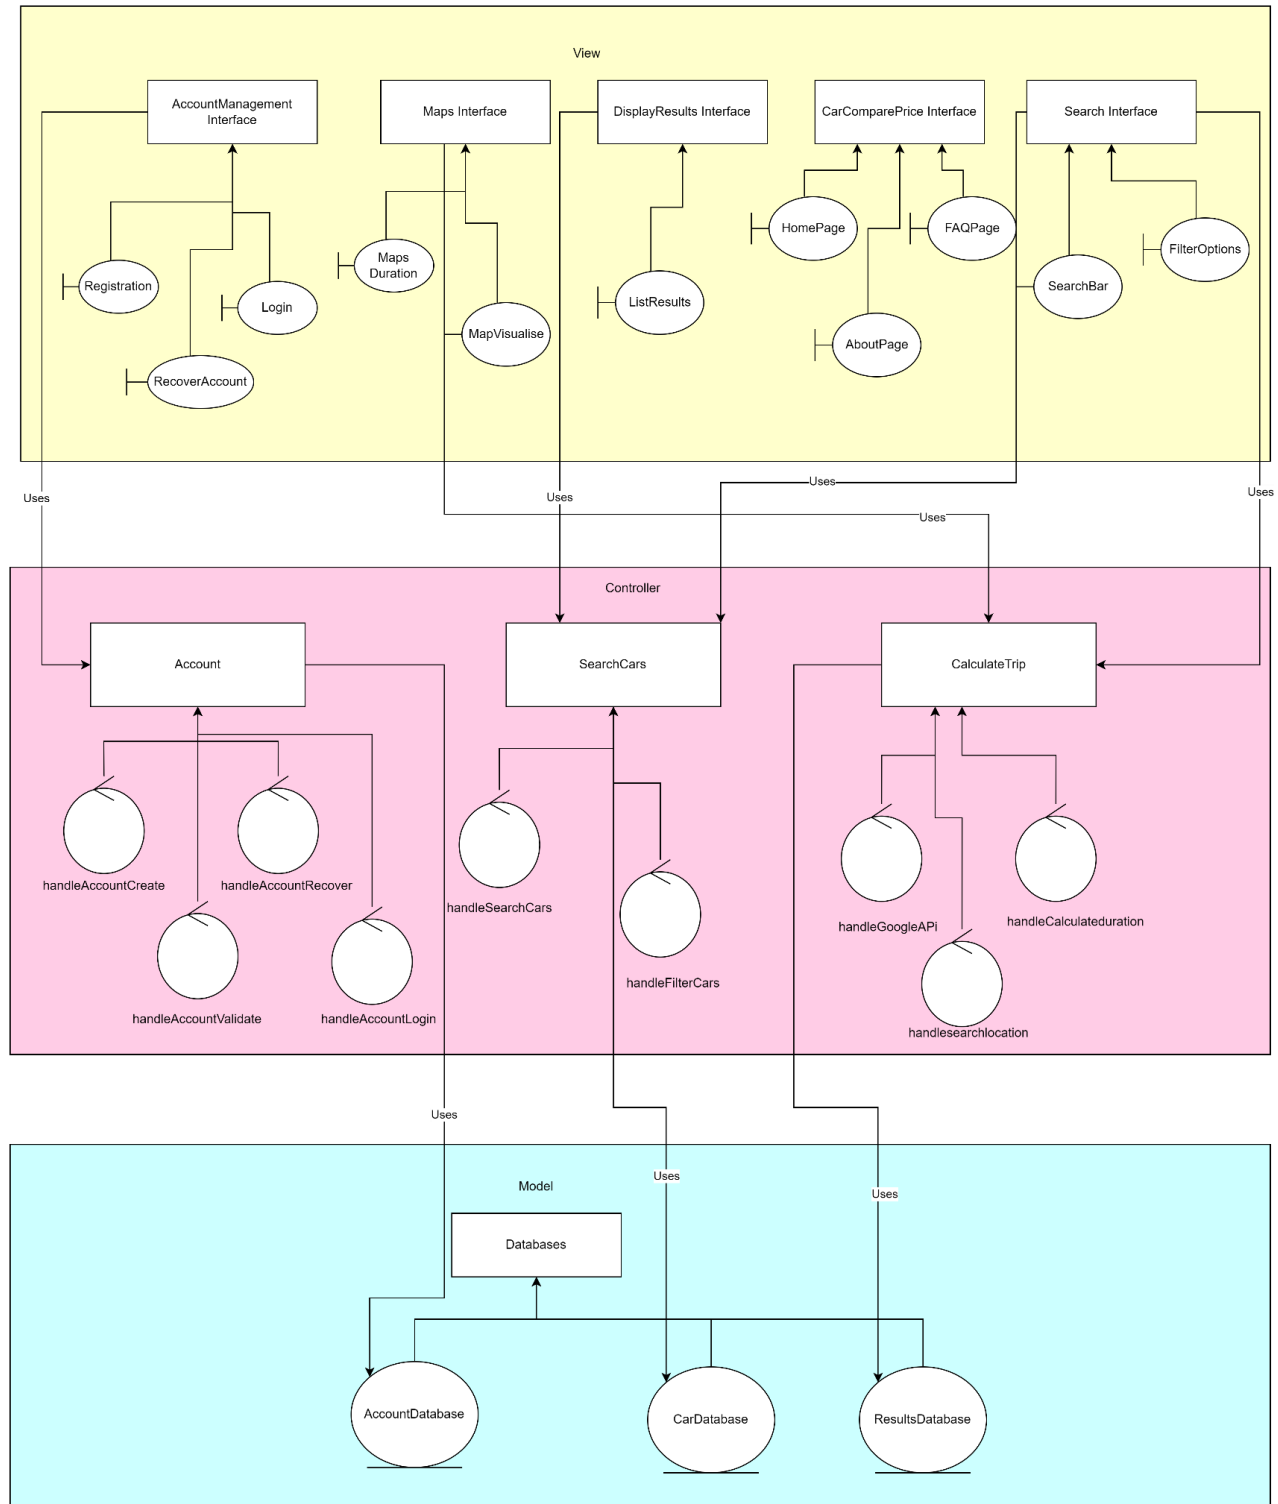 View
AccountManagement
Interface
Maps Interface
DisplayResults Interface
CarComparePrice Interface
Search Interface
HomePage
FAQPage
FilterOptions
Maps
Duration
Registration
SearchBar
ListResults
Login
MapVisualise
AboutPage
RecoverAccount
Uses
Uses
Uses
Uses
Uses
Controller
Account
SearchCars
CalculateTrip
handleAccountCreate
handleAccountRecover
handleSearchCars
handleGoogleAPi
handleCalculateduration
handleFilterCars
handleAccountValidate
handleAccountLogin
handlesearchlocation
Uses
Uses
Uses
Model
Databases
AccountDatabase
CarDatabase
ResultsDatabase